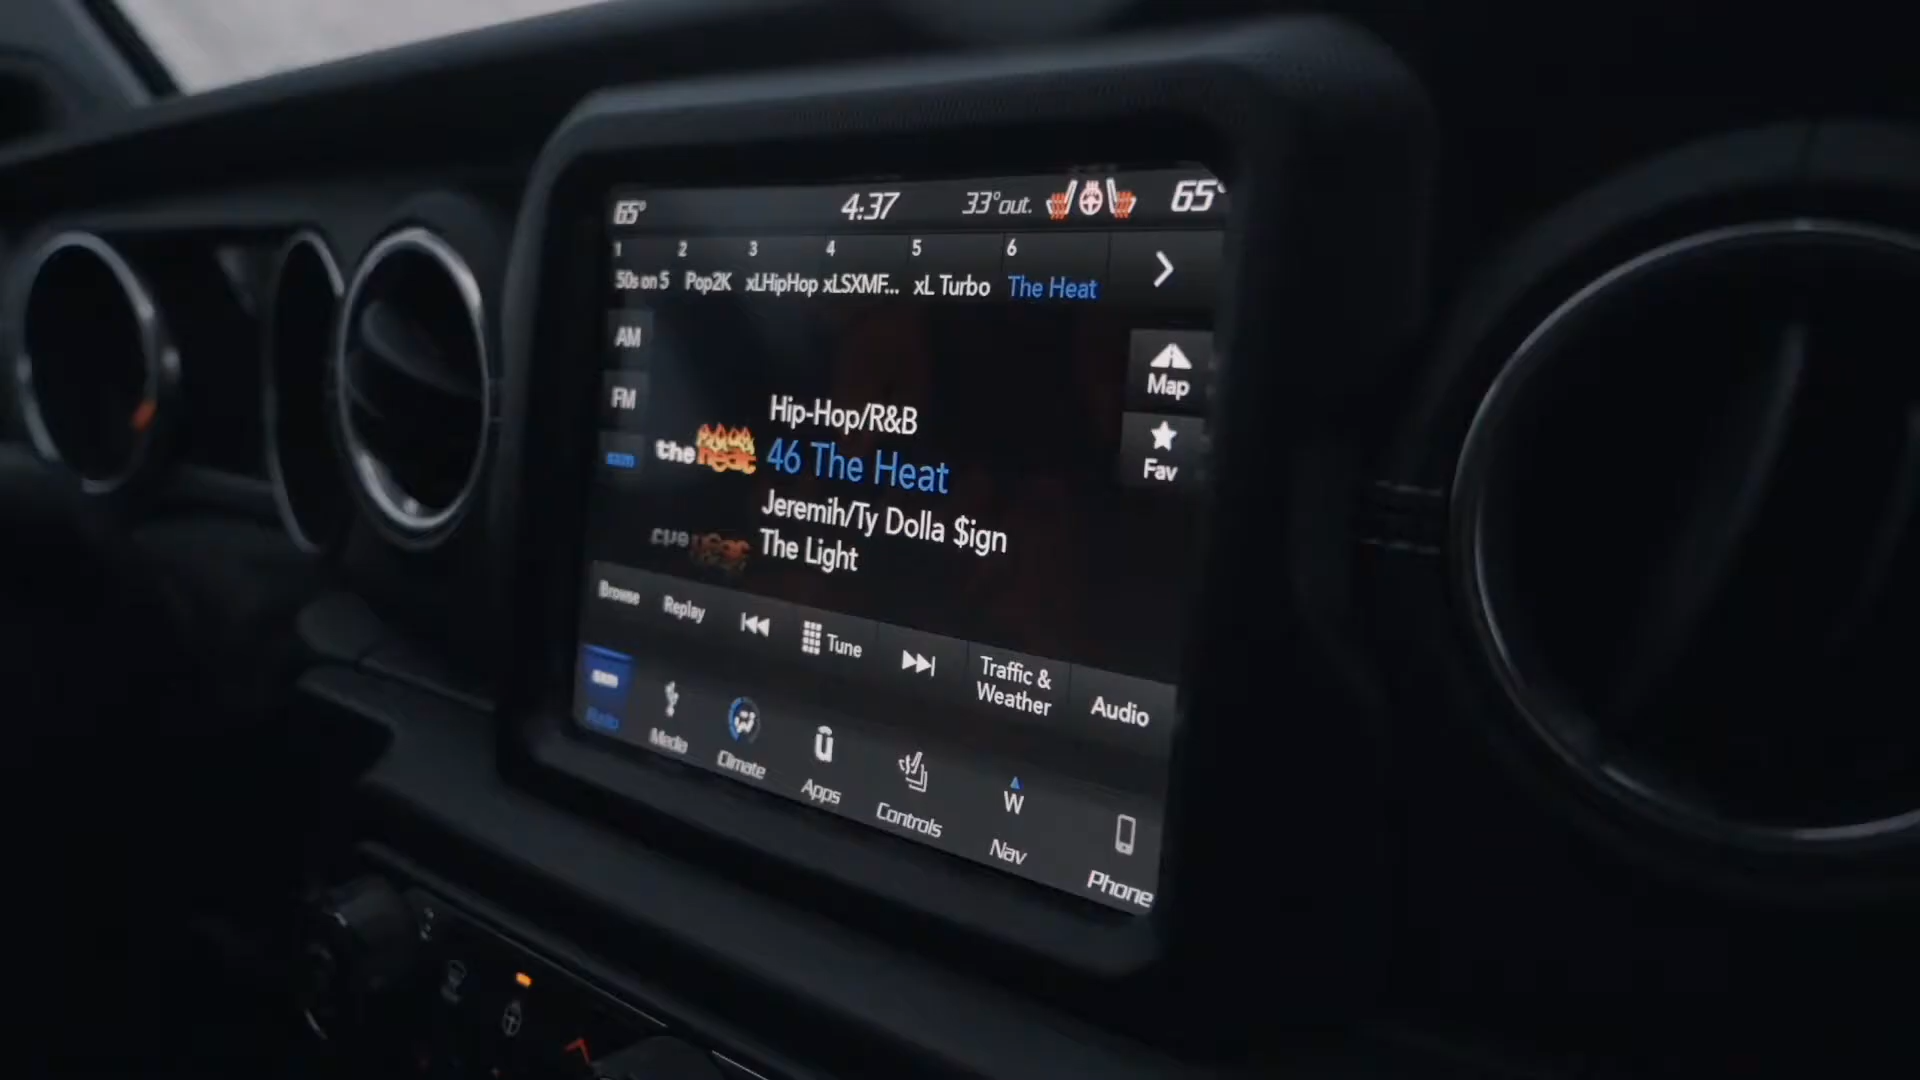 65° 4:37 33°out. 65°
1 2 3 4 5 6
50s on 5 Pop2K xLHipHop xLSXMF... xL Turbo The Heat
AM
Map
FM
Hip-Hop/R&B
the heat
46 The Heat
sxm
Fav
Jeremih/Ty Dolla $ign
The Light
Browse Replay Tune Traffic & Weather Audio
sxm
W
Radio Media Climate Apps Controls Nav Phone